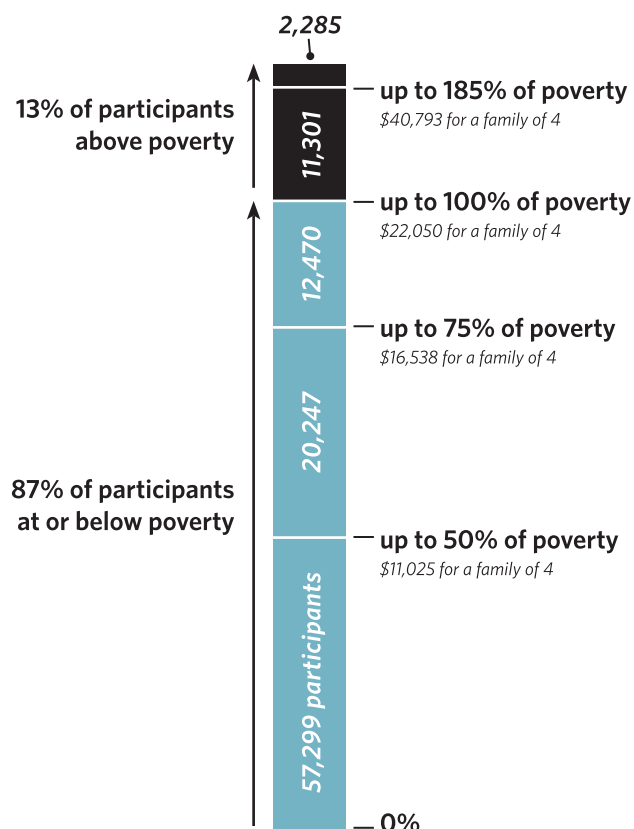 2,285
13% of participants
above poverty
up to 185% of poverty
$40,793 for a family of 4
11,301
up to 100% of poverty
$22,050 for a family of 4
12,470
up to 75% of poverty
$16,538 for a family of 4
20,247
87% of participants
at or below poverty
up to 50% of poverty
$11,025 for a family of 4
57,299 participants
0%